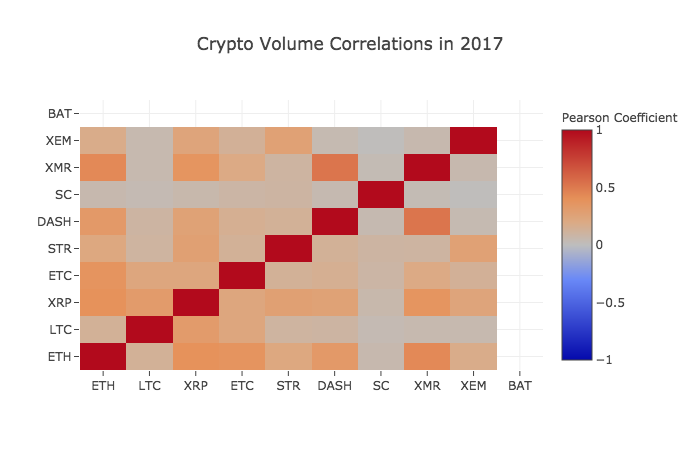 Crypto Volume Correlations in 2017
BAT
XEM
XMR
SC
DASH
STR
ETC
XRP
LTC
ETH
ETH LTC XRP ETC STR DASH SC XMR XEM BAT
Pearson Coefficient
1
0.5
0
−0.5
−1